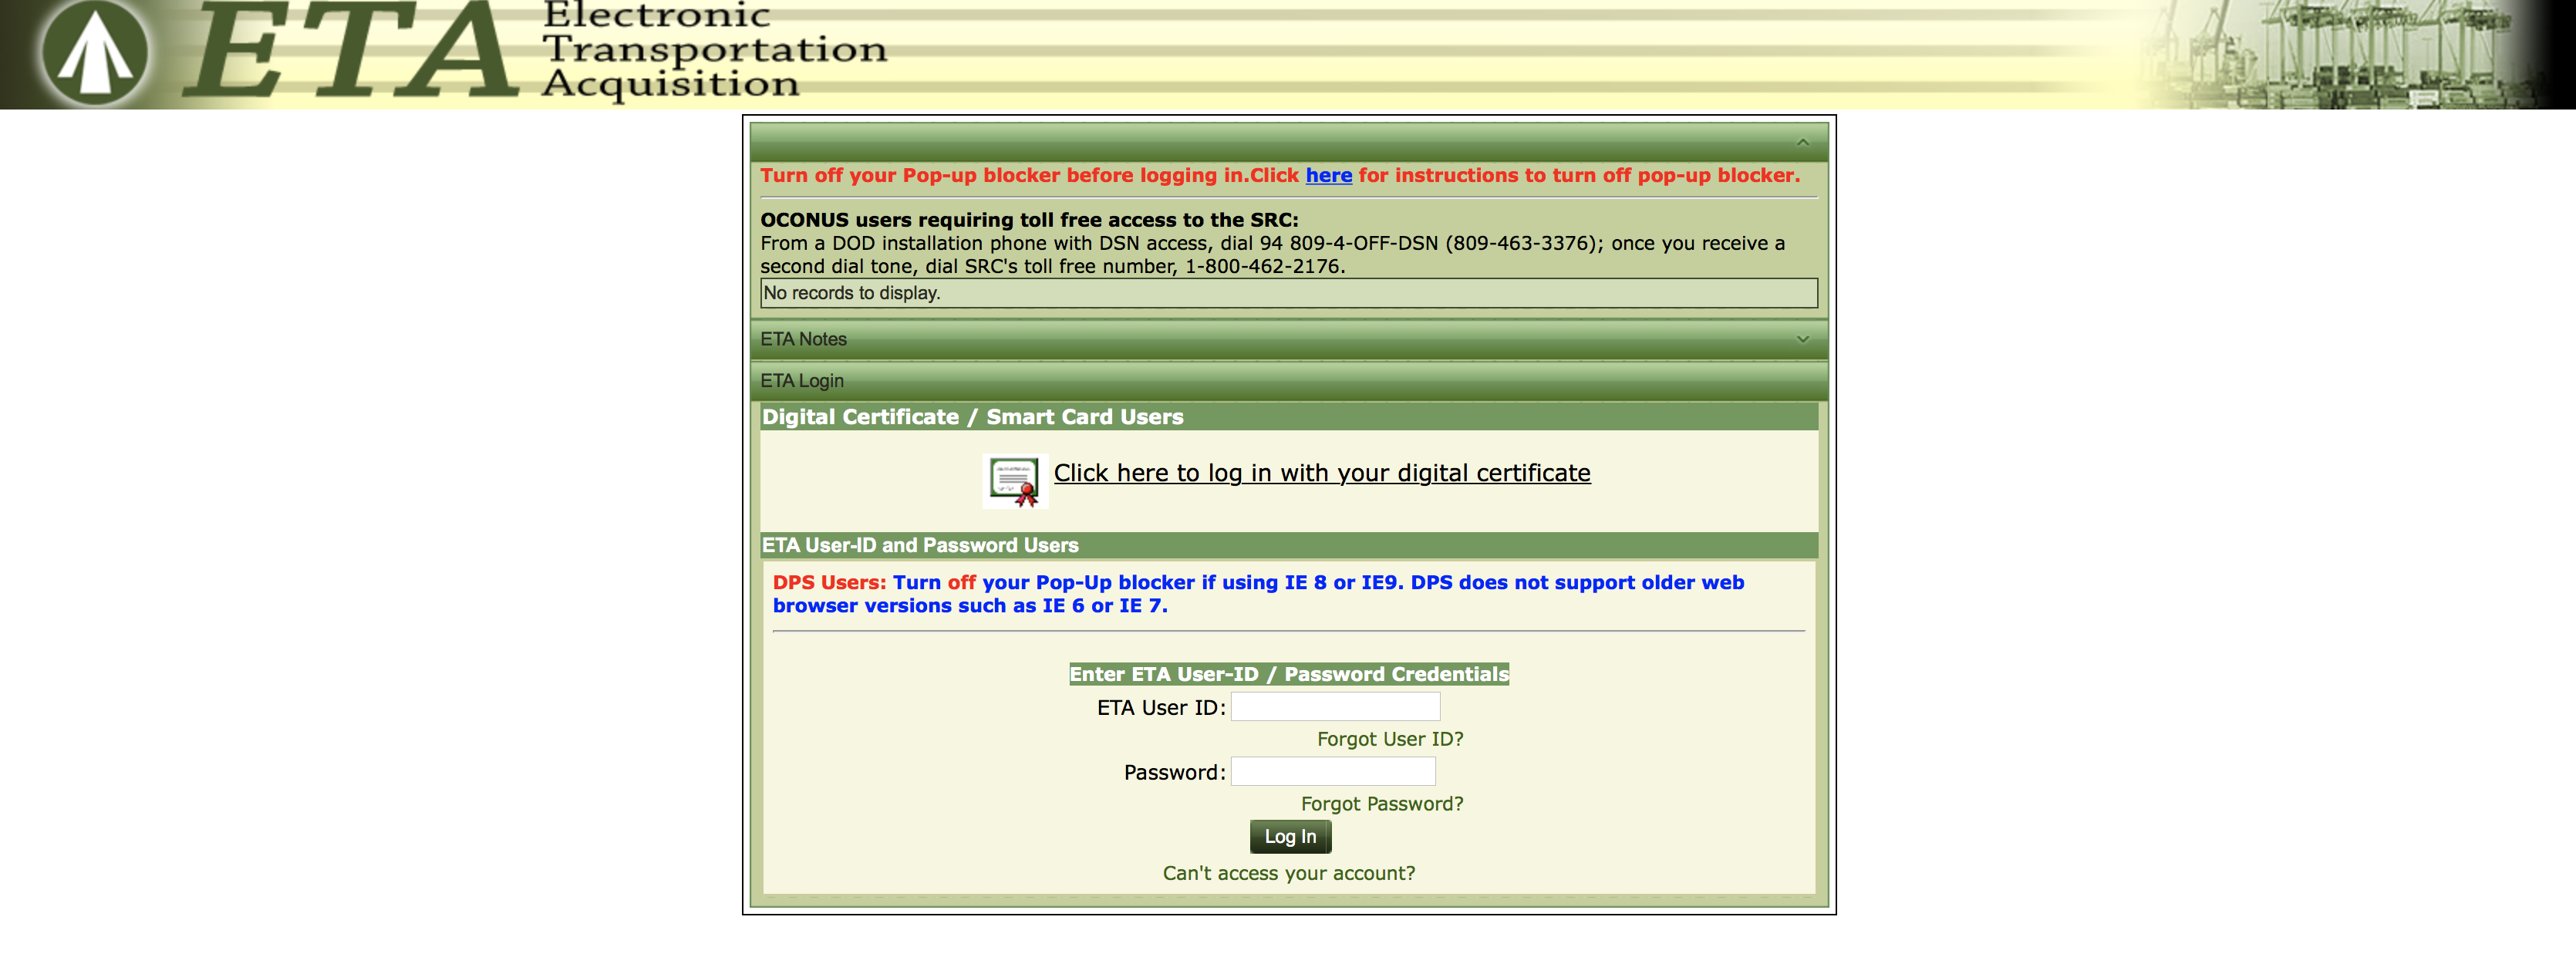 ETA
Electronic
Transportation
Acquisition
Turn off your Pop-up blocker before logging in.Click here for instructions to turn off pop-up blocker.
OCONUS users requiring toll free access to the SRC:
From a DOD installation phone with DSN access, dial 94 809-4-OFF-DSN (809-463-3376); once you receive a
second dial tone, dial SRC's toll free number, 1-800-462-2176.
No records to display.
ETA Notes
ETA Login
Digital Certificate / Smart Card Users
Click here to log in with your digital certificate
ETA User-ID and Password Users
DPS Users: Turn off your Pop-Up blocker if using IE 8 or IE9. DPS does not support older web
browser versions such as IE 6 or IE 7.
Enter ETA User-ID / Password Credentials
ETA User ID:
Forgot User ID?
Password:
Forgot Password?
Log In
Can't access your account?